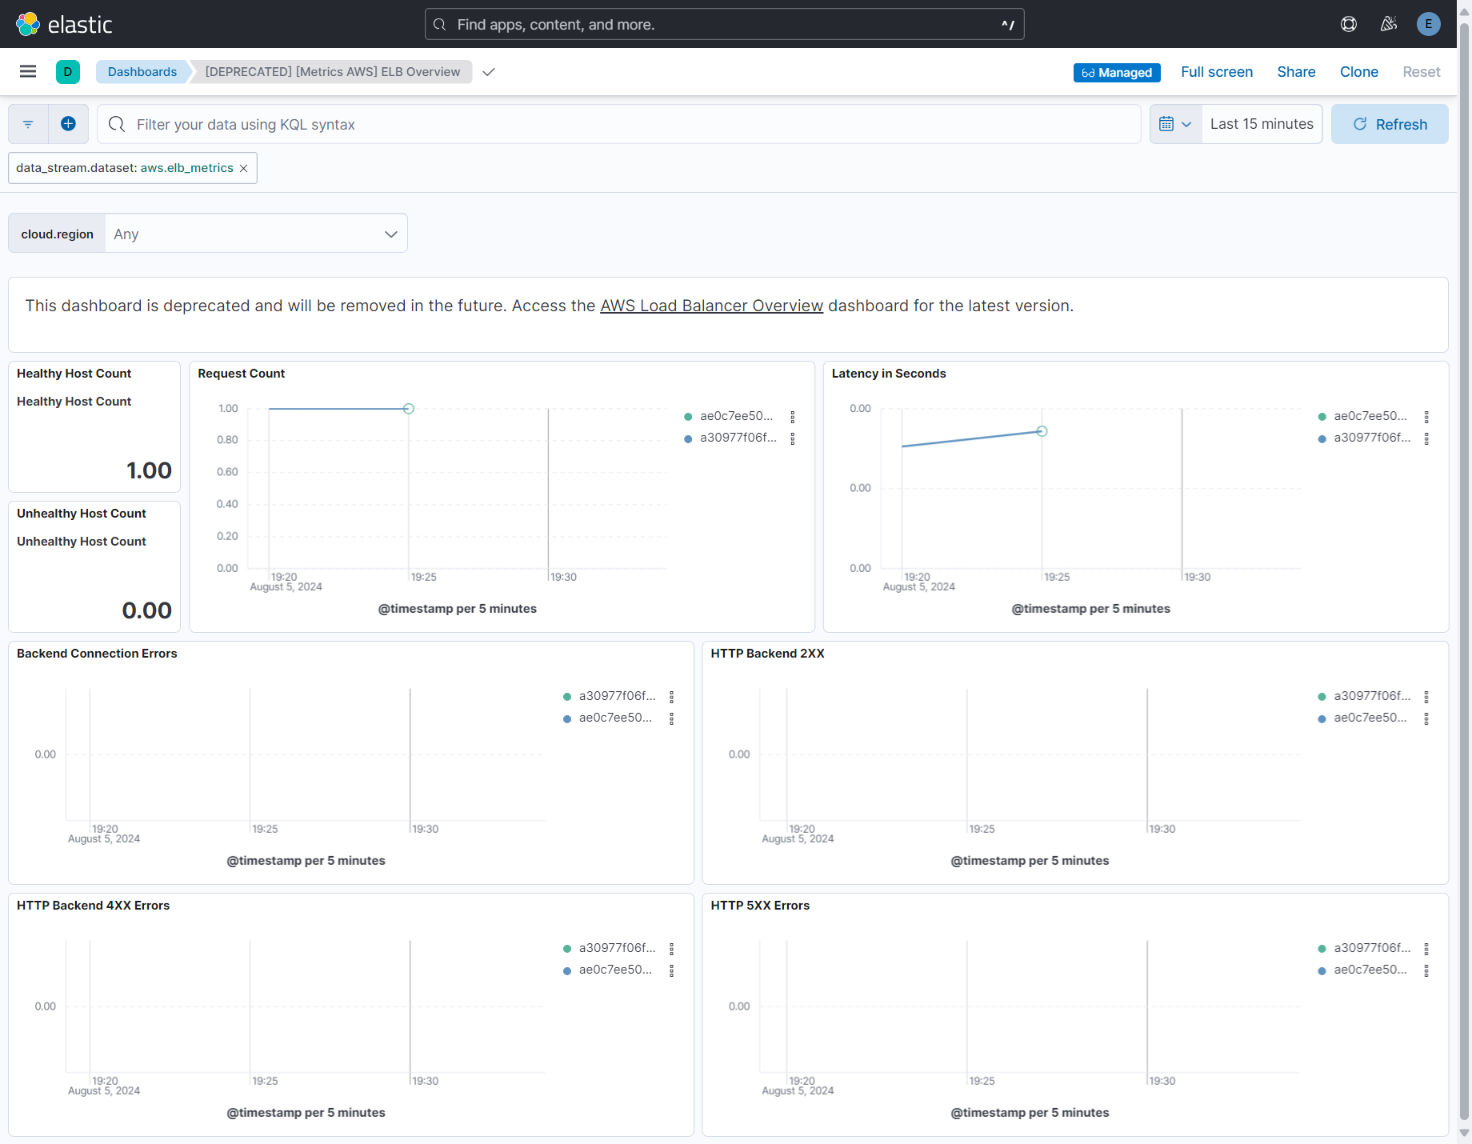 elastic
Find apps, content, and more.
^/
E
D
Dashboards
[DEPRECATED] [Metrics AWS] ELB Overview
Managed
Full screen
Share
Clone
Reset
Filter your data using KQL syntax
Last 15 minutes
Refresh
data_stream.dataset: aws.elb_metrics
cloud.region
Any
This dashboard is deprecated and will be removed in the future. Access the AWS Load Balancer Overview dashboard for the latest version.
Healthy Host Count
Healthy Host Count
1.00
Unhealthy Host Count
Unhealthy Host Count
0.00
Request Count
1.00
0.80
0.60
0.40
0.20
0.00
19:20
19:25
19:30
August 5, 2024
@timestamp per 5 minutes
ae0c7ee50...
a30977f06f...
Latency in Seconds
0.00
0.00
0.00
19:20
19:25
19:30
August 5, 2024
@timestamp per 5 minutes
ae0c7ee50...
a30977f06f...
Backend Connection Errors
0.00
19:20
19:25
19:30
August 5, 2024
@timestamp per 5 minutes
a30977f06f...
ae0c7ee50...
HTTP Backend 2XX
0.00
19:20
19:25
19:30
August 5, 2024
@timestamp per 5 minutes
a30977f06f...
ae0c7ee50...
HTTP Backend 4XX Errors
0.00
19:20
19:25
19:30
August 5, 2024
@timestamp per 5 minutes
a30977f06f...
ae0c7ee50...
HTTP 5XX Errors
0.00
19:20
19:25
19:30
August 5, 2024
@timestamp per 5 minutes
a30977f06f...
ae0c7ee50...